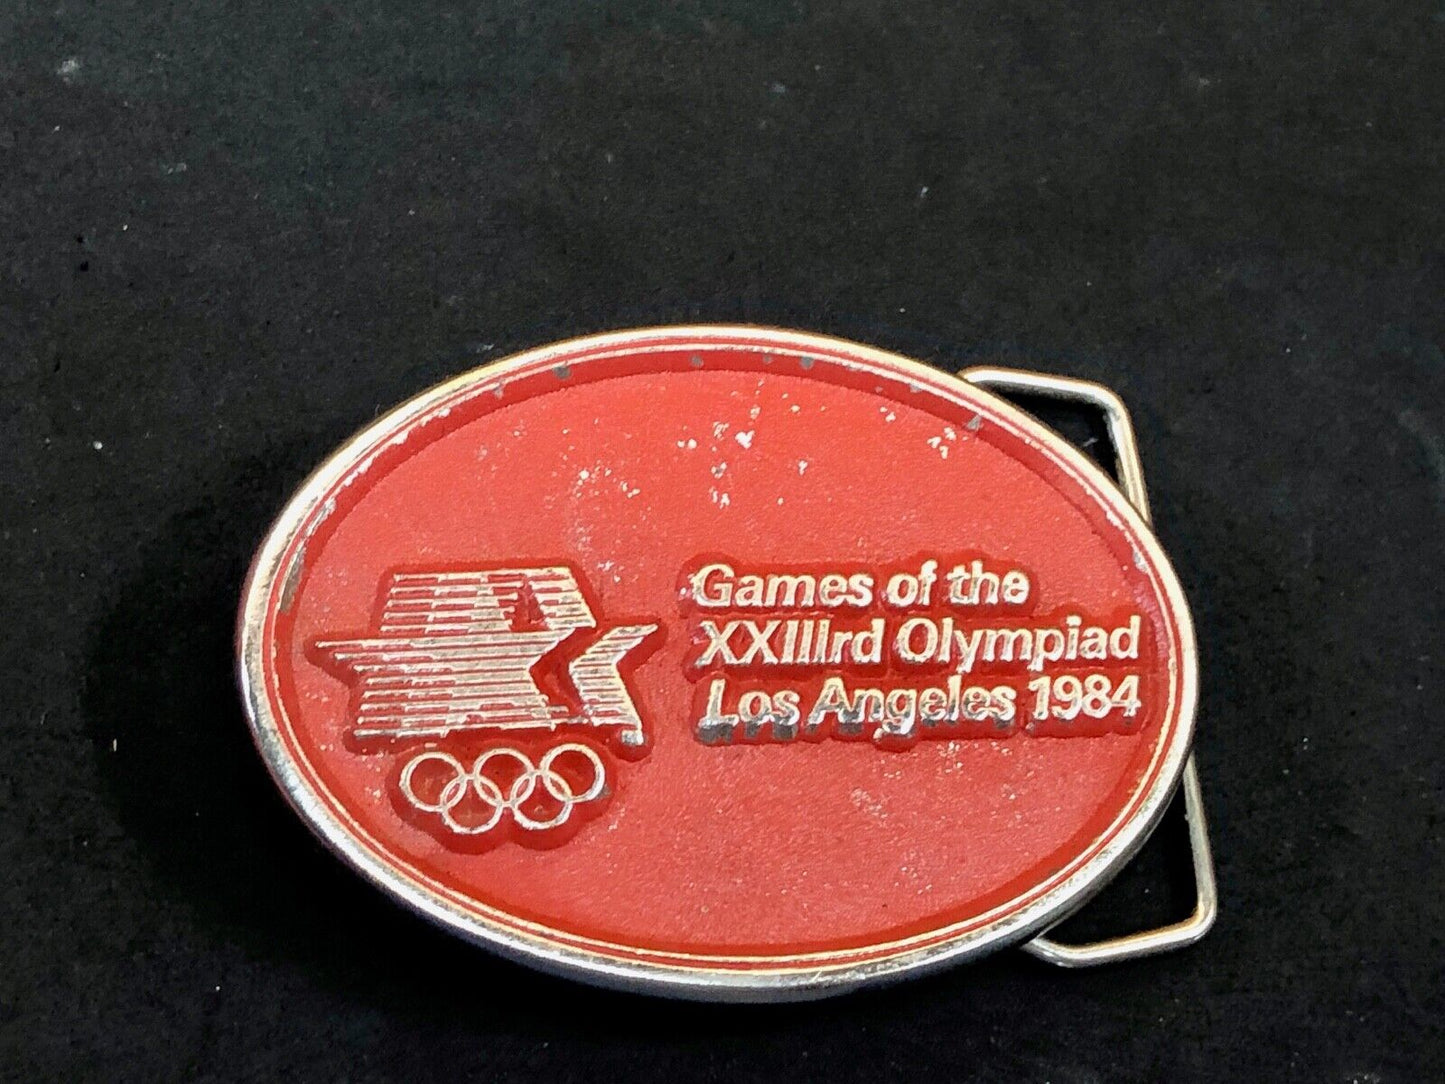 Games of the
XXIIIrd Olympiad
Los Angeles 1984